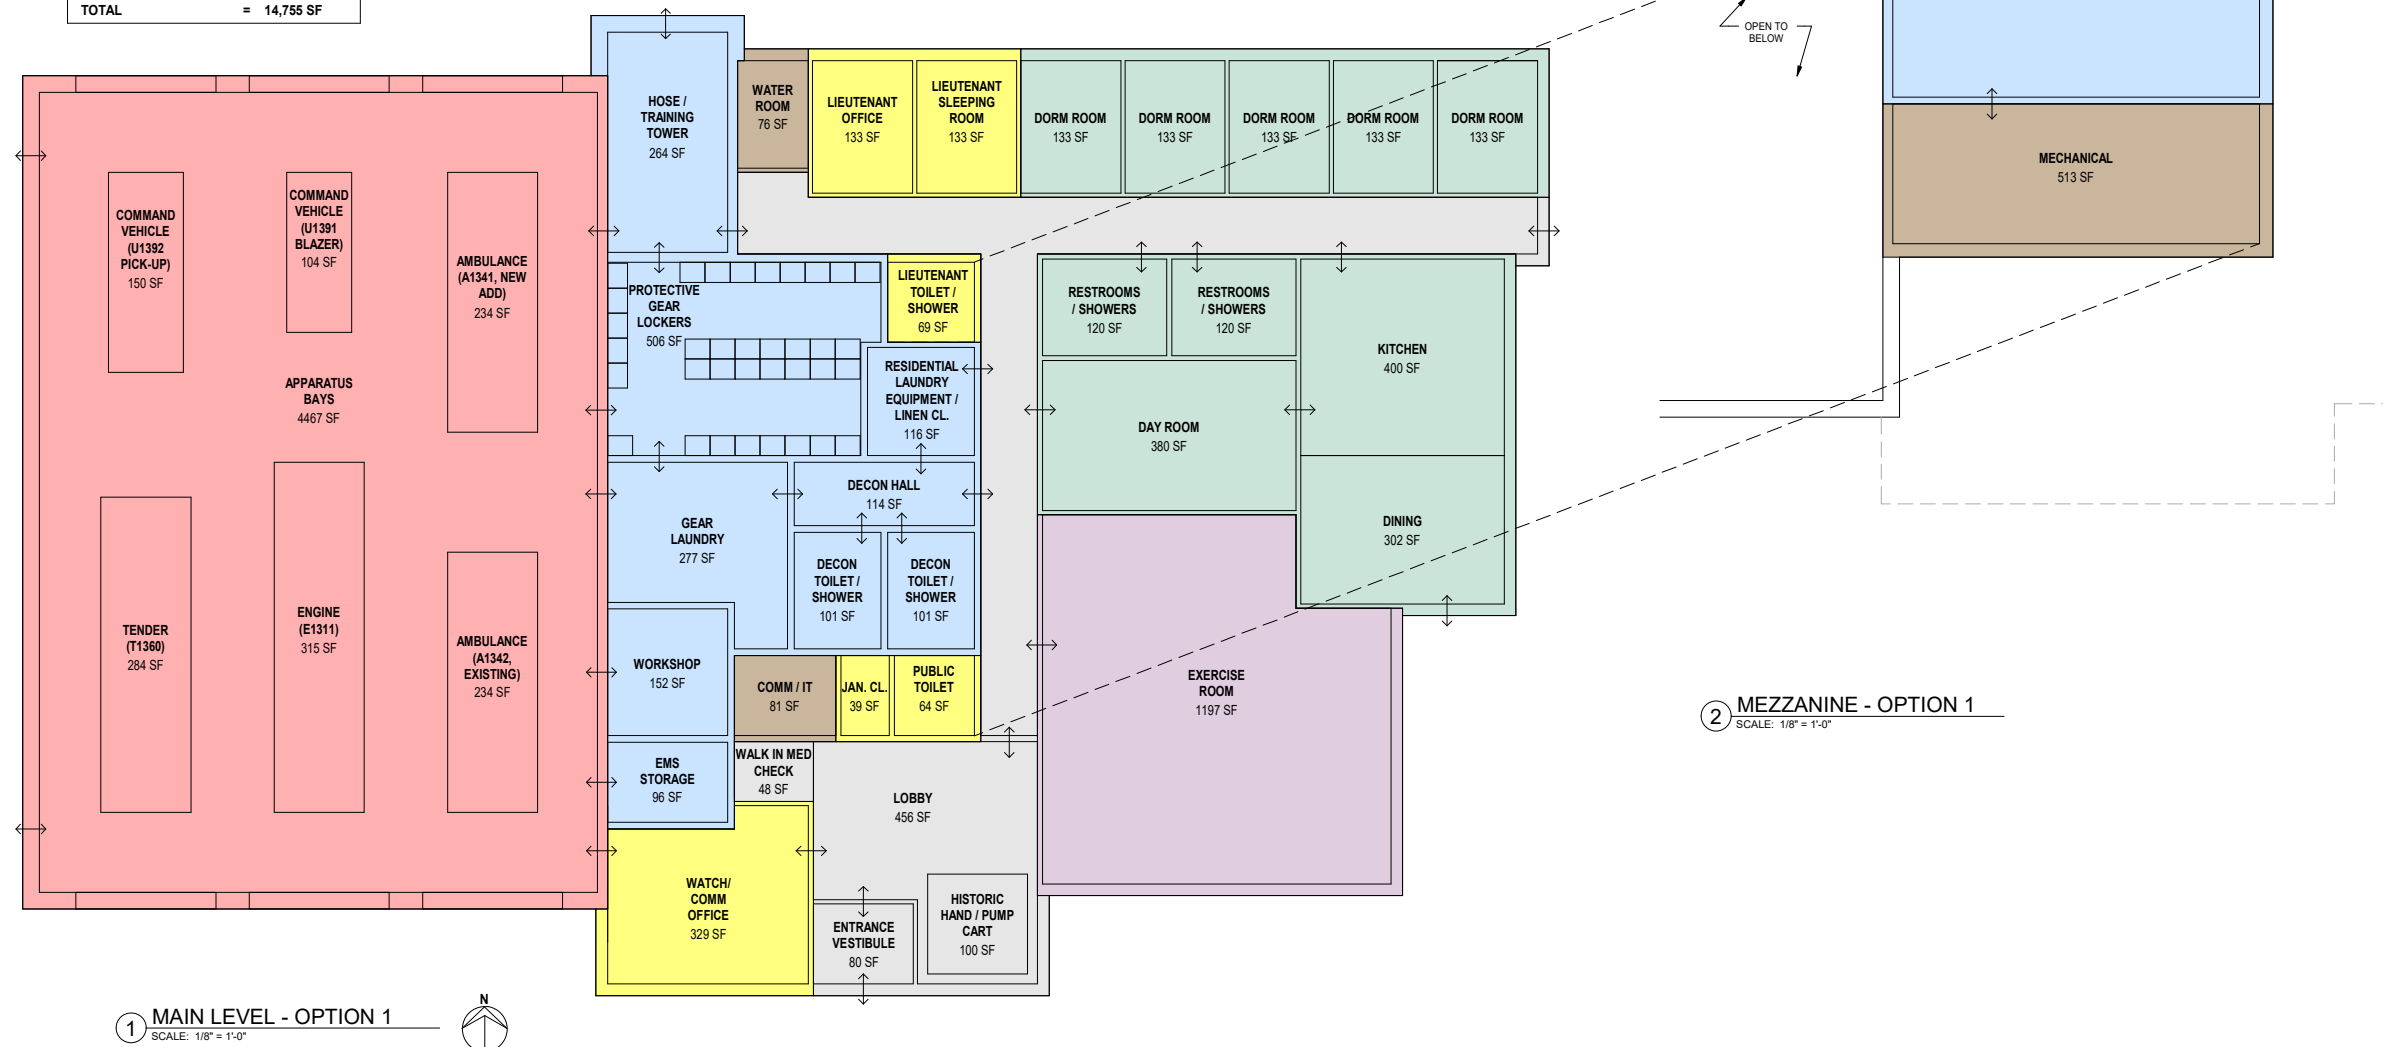 TOTAL = 14,755 SF
OPEN TO
BELOW
HOSE /
TRAINING
TOWER
264 SF
WATER
ROOM
76 SF
LIEUTENANT
OFFICE
133 SF
LIEUTENANT
SLEEPING
ROOM
133 SF
DORM ROOM
133 SF
DORM ROOM
133 SF
DORM ROOM
133 SF
DORM ROOM
133 SF
DORM ROOM
133 SF
MECHANICAL
513 SF
COMMAND
VEHICLE
(U1392
PICK-UP)
150 SF
COMMAND
VEHICLE
(U1391
BLAZER)
104 SF
AMBULANCE
(A1341, NEW
ADD)
234 SF
APPARATUS
BAYS
4467 SF
PROTECTIVE
GEAR
LOCKERS
506 SF
LIEUTENANT
TOILET /
SHOWER
69 SF
RESTROOMS
/ SHOWERS
120 SF
RESTROOMS
/ SHOWERS
120 SF
KITCHEN
400 SF
RESIDENTIAL
LAUNDRY
EQUIPMENT /
LINEN CL.
116 SF
DAY ROOM
380 SF
DECON HALL
114 SF
GEAR
LAUNDRY
277 SF
DINING
302 SF
DECON
TOILET /
SHOWER
101 SF
DECON
TOILET /
SHOWER
101 SF
TENDER
(T1360)
284 SF
ENGINE
(E1311)
315 SF
AMBULANCE
(A1342,
EXISTING)
234 SF
WORKSHOP
152 SF
COMM / IT
81 SF
JAN. CL.
39 SF
PUBLIC
TOILET
64 SF
EXERCISE
ROOM
1197 SF
EMS
STORAGE
96 SF
WALK IN MED
CHECK
48 SF
LOBBY
456 SF
WATCH/
COMM
OFFICE
329 SF
ENTRANCE
VESTIBULE
80 SF
HISTORIC
HAND / PUMP
CART
100 SF
2 MEZZANINE - OPTION 1
SCALE: 1/8" = 1'-0"
1 MAIN LEVEL - OPTION 1
SCALE: 1/8" = 1'-0"
N